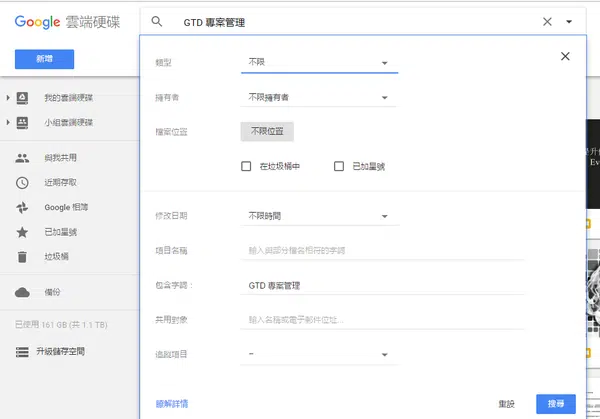 Google 雲端硬碟
GTD 專案管理
新增
我的雲端硬碟
小組雲端硬碟
與我共用
近期存取
Google 相簿
已加星號
垃圾桶
備份
已使用 161 GB (共 1.1 TB)
升級儲存空間
類型
不限
擁有者
不限擁有者
檔案位置
不限位置
在垃圾桶中
已加星號
修改日期
不限時間
項目名稱
輸入與部分檔名相符的字詞
包含字詞：
GTD 專案管理
共用對象
輸入名稱或電子郵件位址...
追蹤項目
–
瞭解詳情
重設
搜尋